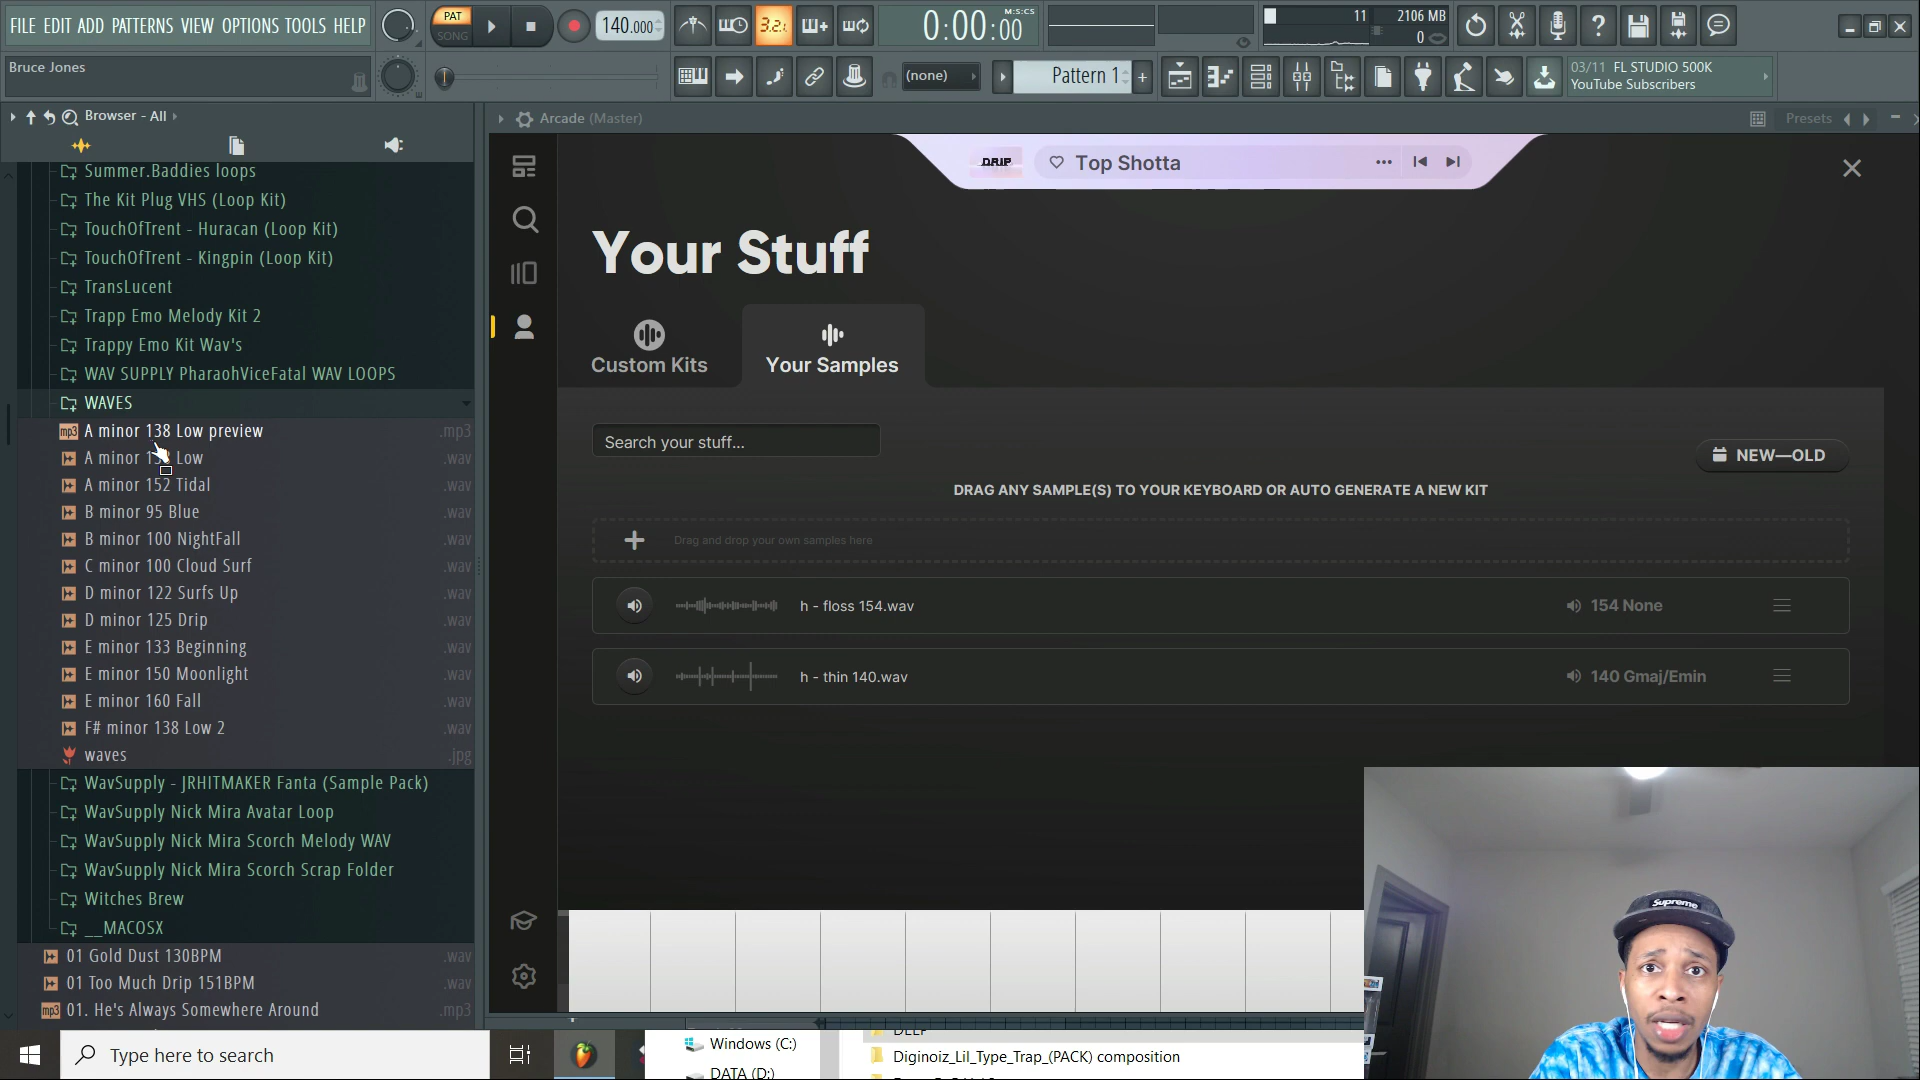 FILE EDIT ADD PATTERNS VIEW OPTIONS TOOLS HELP
PAT
SONG
140.000
3.2.
0:00:00
M:S:CS
11
2106 MB
0
Bruce Jones
(none)
Pattern 1
03/11 FL STUDIO 500K
YouTube Subscribers
Browser - All
Arcade (Master)
Presets
Summer.Baddies loops
The Kit Plug VHS (Loop Kit)
TouchOfTrent - Huracan (Loop Kit)
TouchOfTrent - Kingpin (Loop Kit)
TransLucent
Trapp Emo Melody Kit 2
Trappy Emo Kit Wav's
WAV SUPPLY PharaohViceFatal WAV LOOPS
WAVES
mp3 A minor 138 Low preview .mp3
A minor 138 Low .wav
A minor 152 Tidal .wav
B minor 95 Blue .wav
B minor 100 NightFall .wav
C minor 100 Cloud Surf .wav
D minor 122 Surfs Up .wav
D minor 125 Drip .wav
E minor 133 Beginning .wav
E minor 150 Moonlight .wav
E minor 160 Fall .wav
F# minor 138 Low 2 .wav
waves .jpg
WavSupply - JRHITMAKER Fanta (Sample Pack)
WavSupply Nick Mira Avatar Loop
WavSupply Nick Mira Scorch Melody WAV
WavSupply Nick Mira Scorch Scrap Folder
Witches Brew
__MACOSX
01 Gold Dust 130BPM .wav
01 Too Much Drip 151BPM .wav
mp3 01. He's Always Somewhere Around .mp3
DRIP
Top Shotta
Your Stuff
Custom Kits
Your Samples
Search your stuff...
NEW—OLD
DRAG ANY SAMPLE(S) TO YOUR KEYBOARD OR AUTO GENERATE A NEW KIT
Drag and drop your own samples here
h - floss 154.wav
154 None
h - thin 140.wav
140 Gmaj/Emin
Supreme
Type here to search
Windows (C:)
DATA (D:)
Diginoiz_Lil_Type_Trap_(PACK) composition